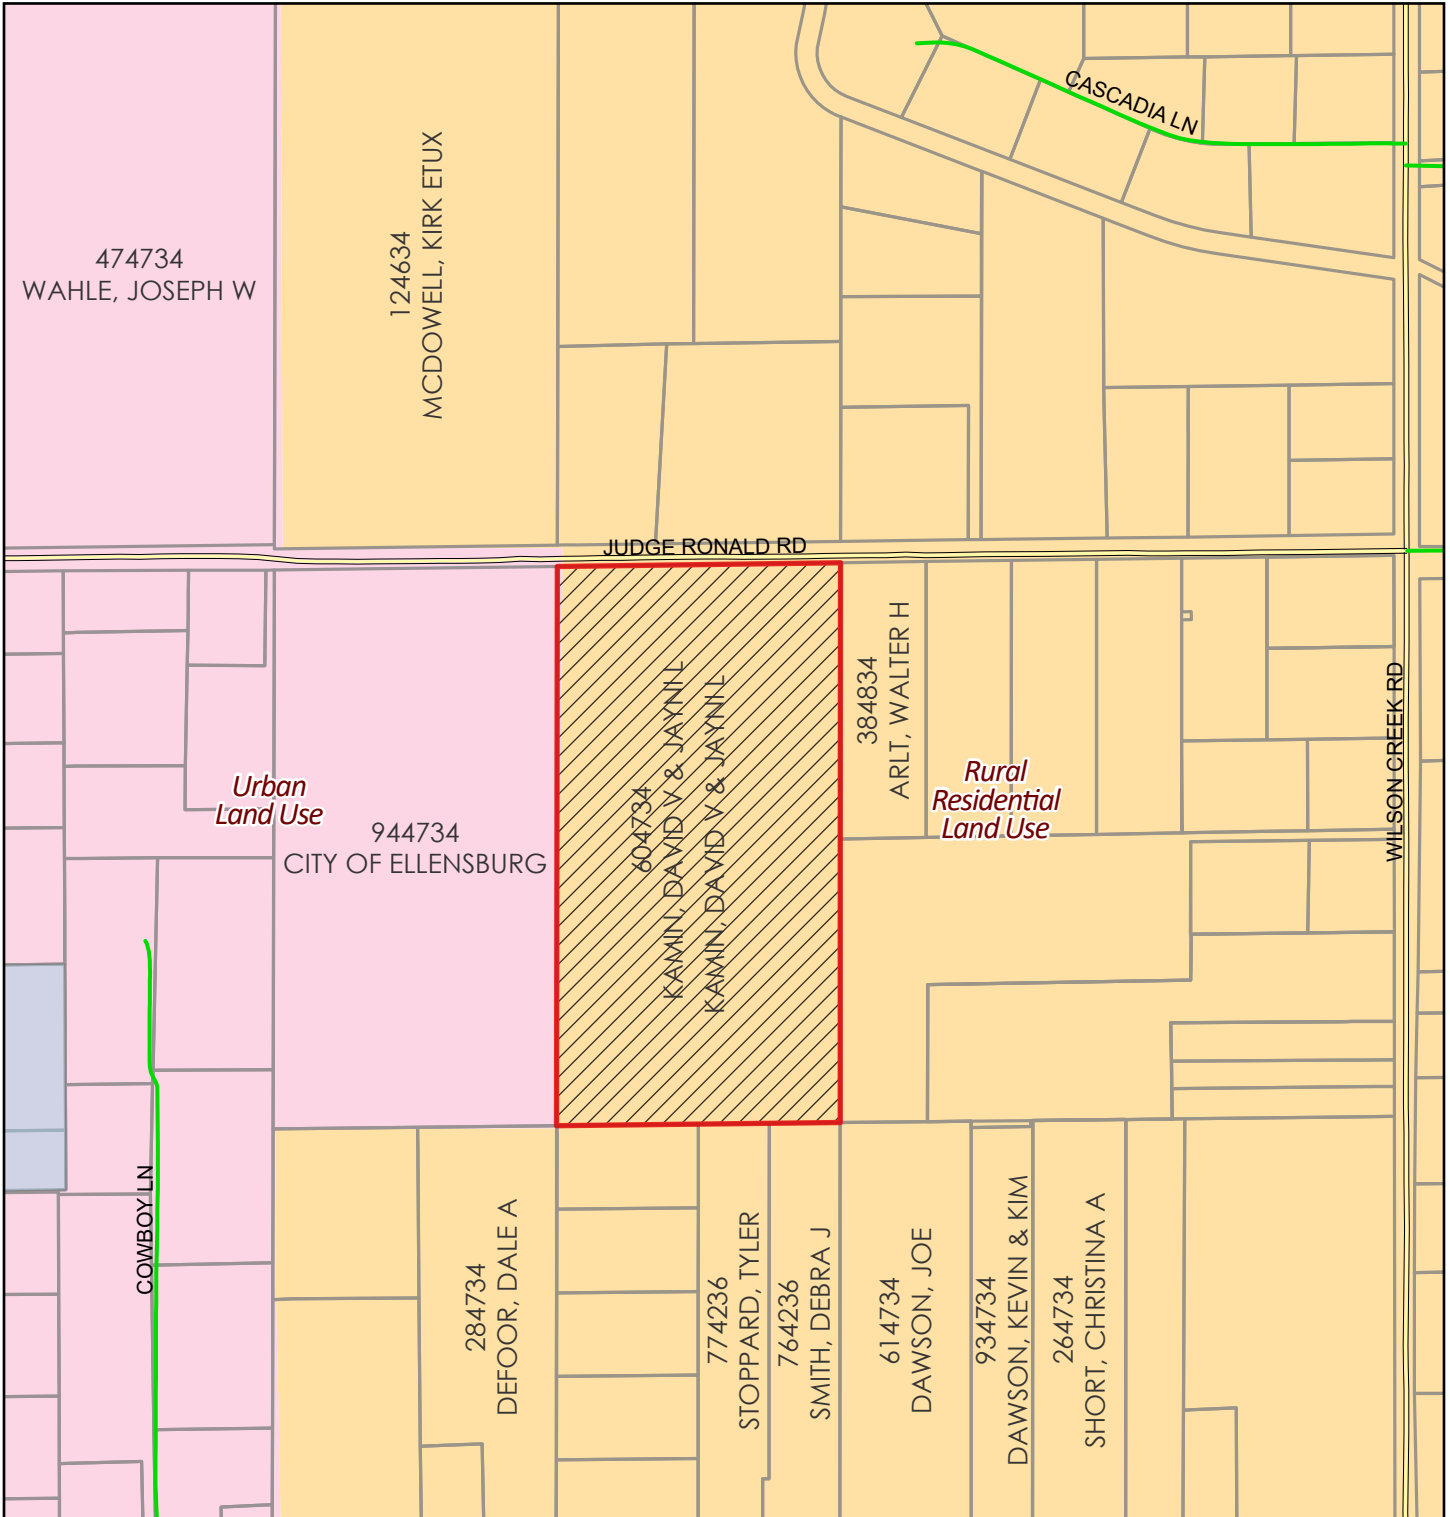 CASCADIA LN
474734
WAHLE, JOSEPH W
124634
MCDOWELL, KIRK ETUX
JUDGE RONALD RD
384834
ARLT, WALTER H
604734
KAMIN, DAVID V & JAYNI L
KAMIN, DAVID V & JAYNI L
Urban
Land Use
Rural
Residential
Land Use
WILSON CREEK RD
944734
CITY OF ELLENSBURG
COWBOY LN
284734
DEFOOR, DALE A
774236
STOPPARD, TYLER
764236
SMITH, DEBRA J
614734
DAWSON, JOE
934734
DAWSON, KEVIN & KIM
264734
SHORT, CHRISTINA A